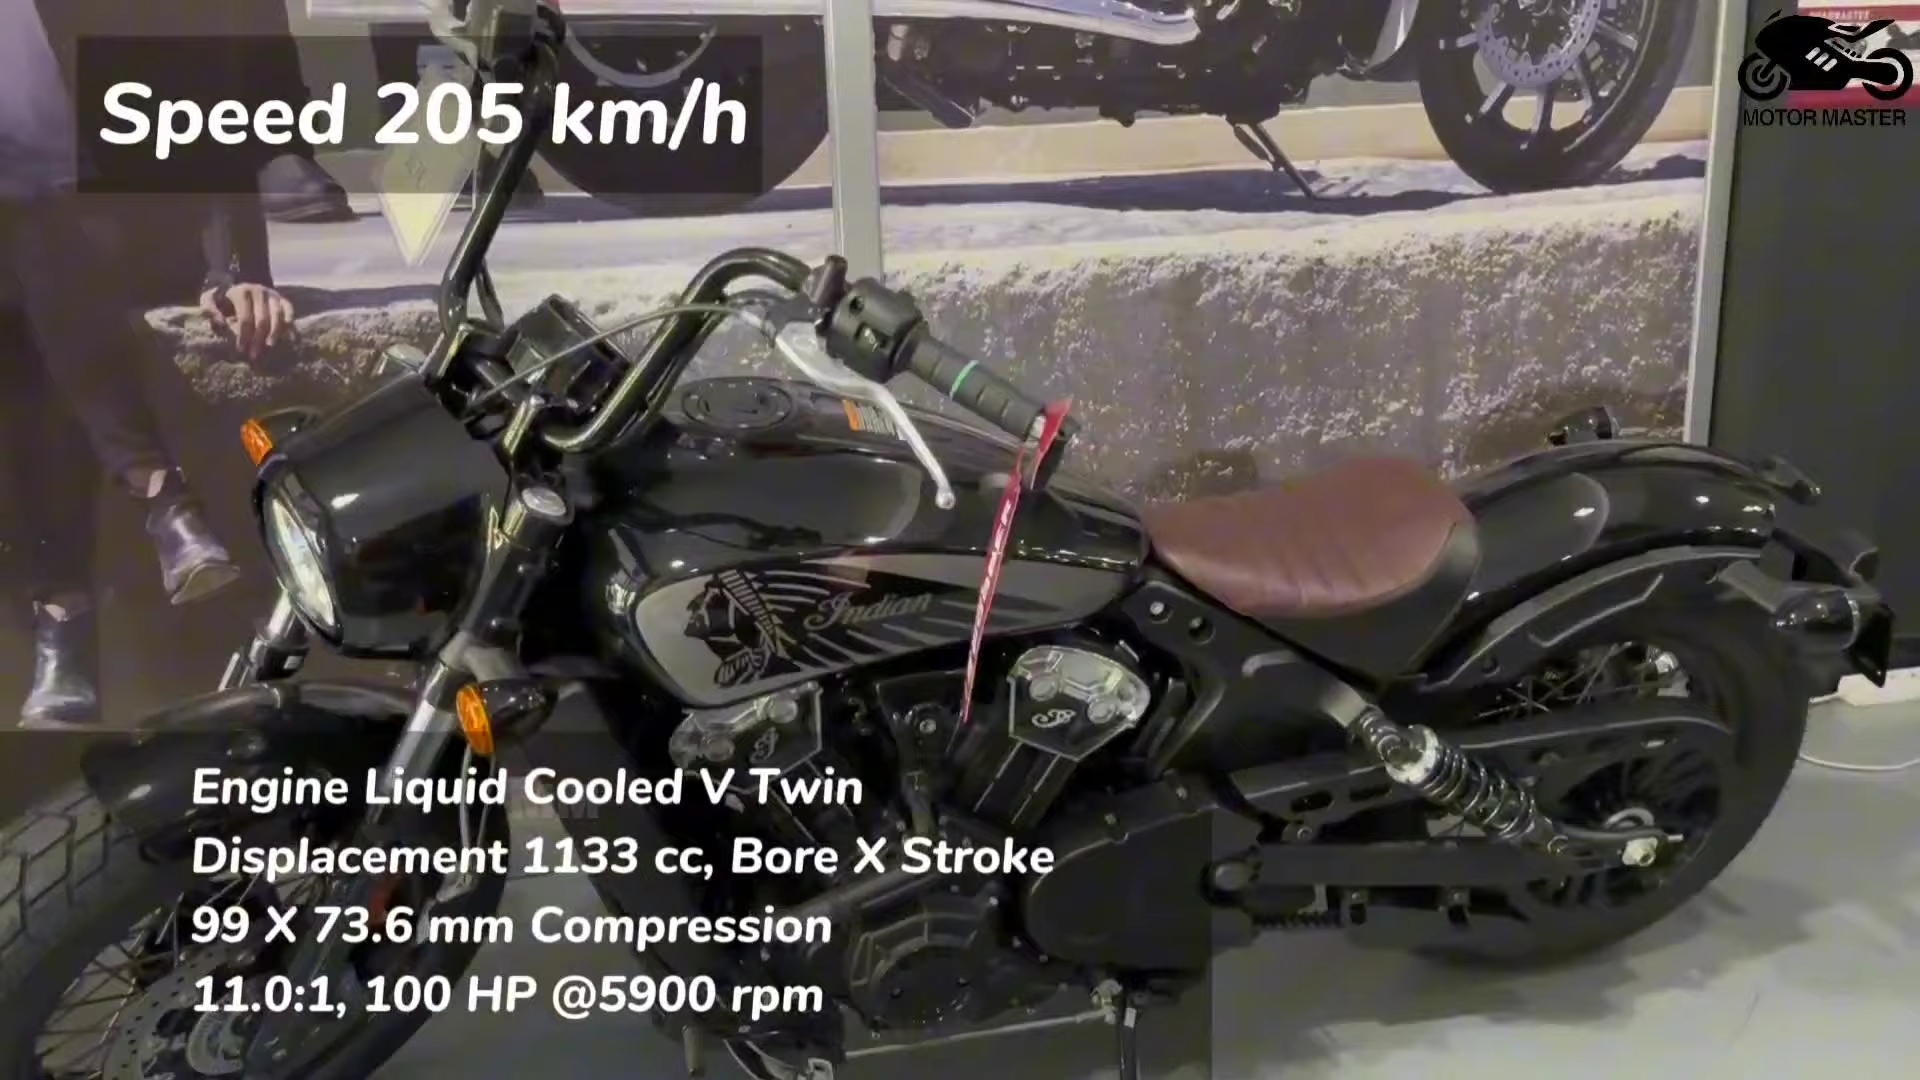 Speed 205 km/h
MOTOR MASTER
Indian
Engine Liquid Cooled V Twin
Displacement 1133 cc, Bore X Stroke
99 X 73.6 mm Compression
11.0:1, 100 HP @5900 rpm